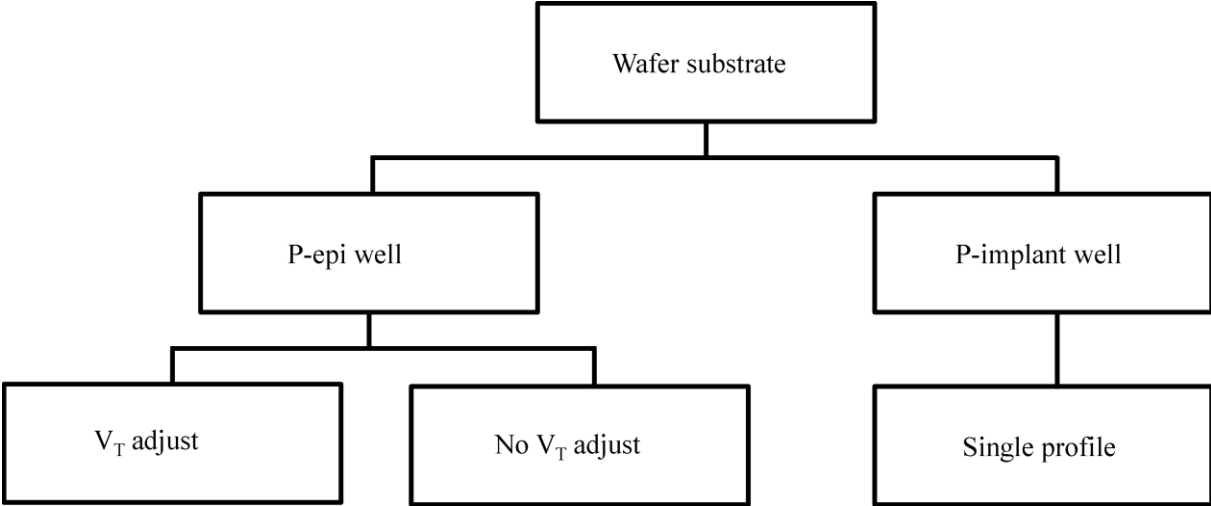 Wafer substrate
P-epi well
P-implant well
V_T adjust
No V_T adjust
Single profile